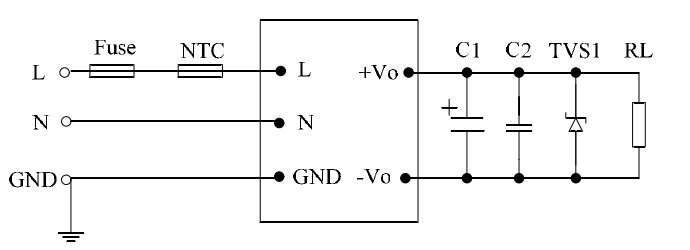 Fuse
NTC
C1 C2 TVS1 RL
L
L
+Vo
+
N
N
GND
GND
-Vo